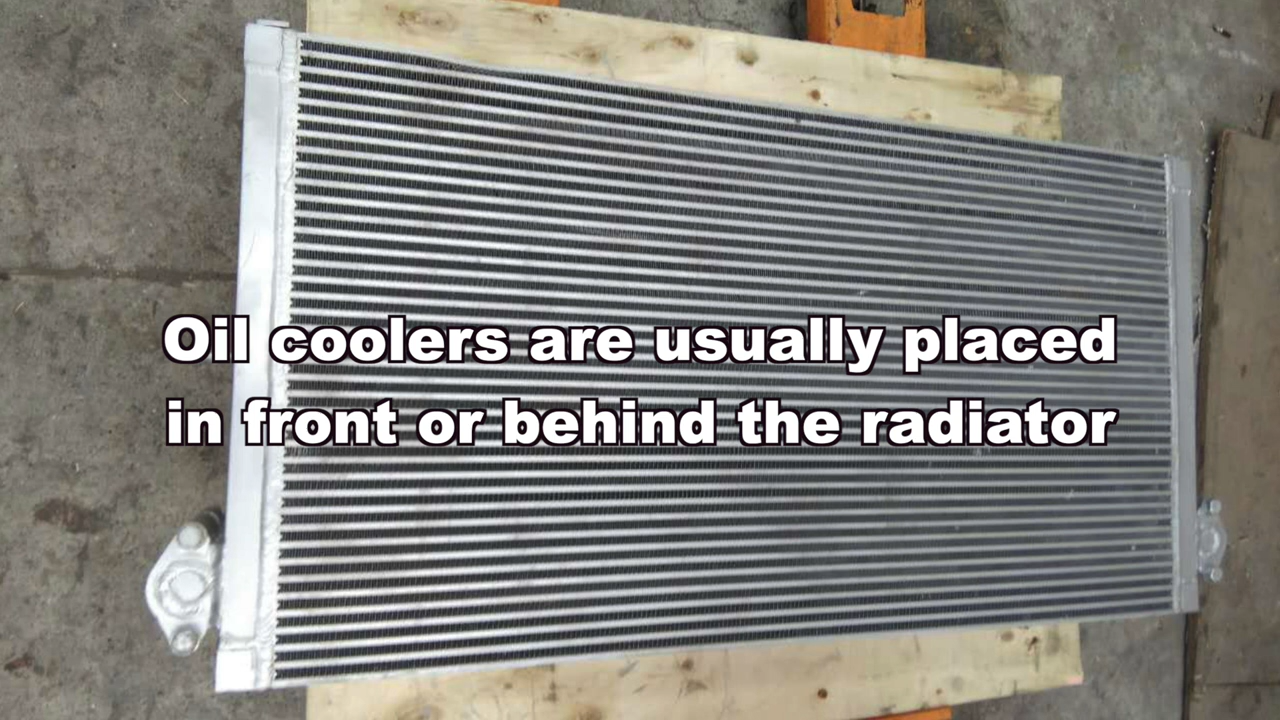 Oil coolers are usually placed
in front or behind the radiator